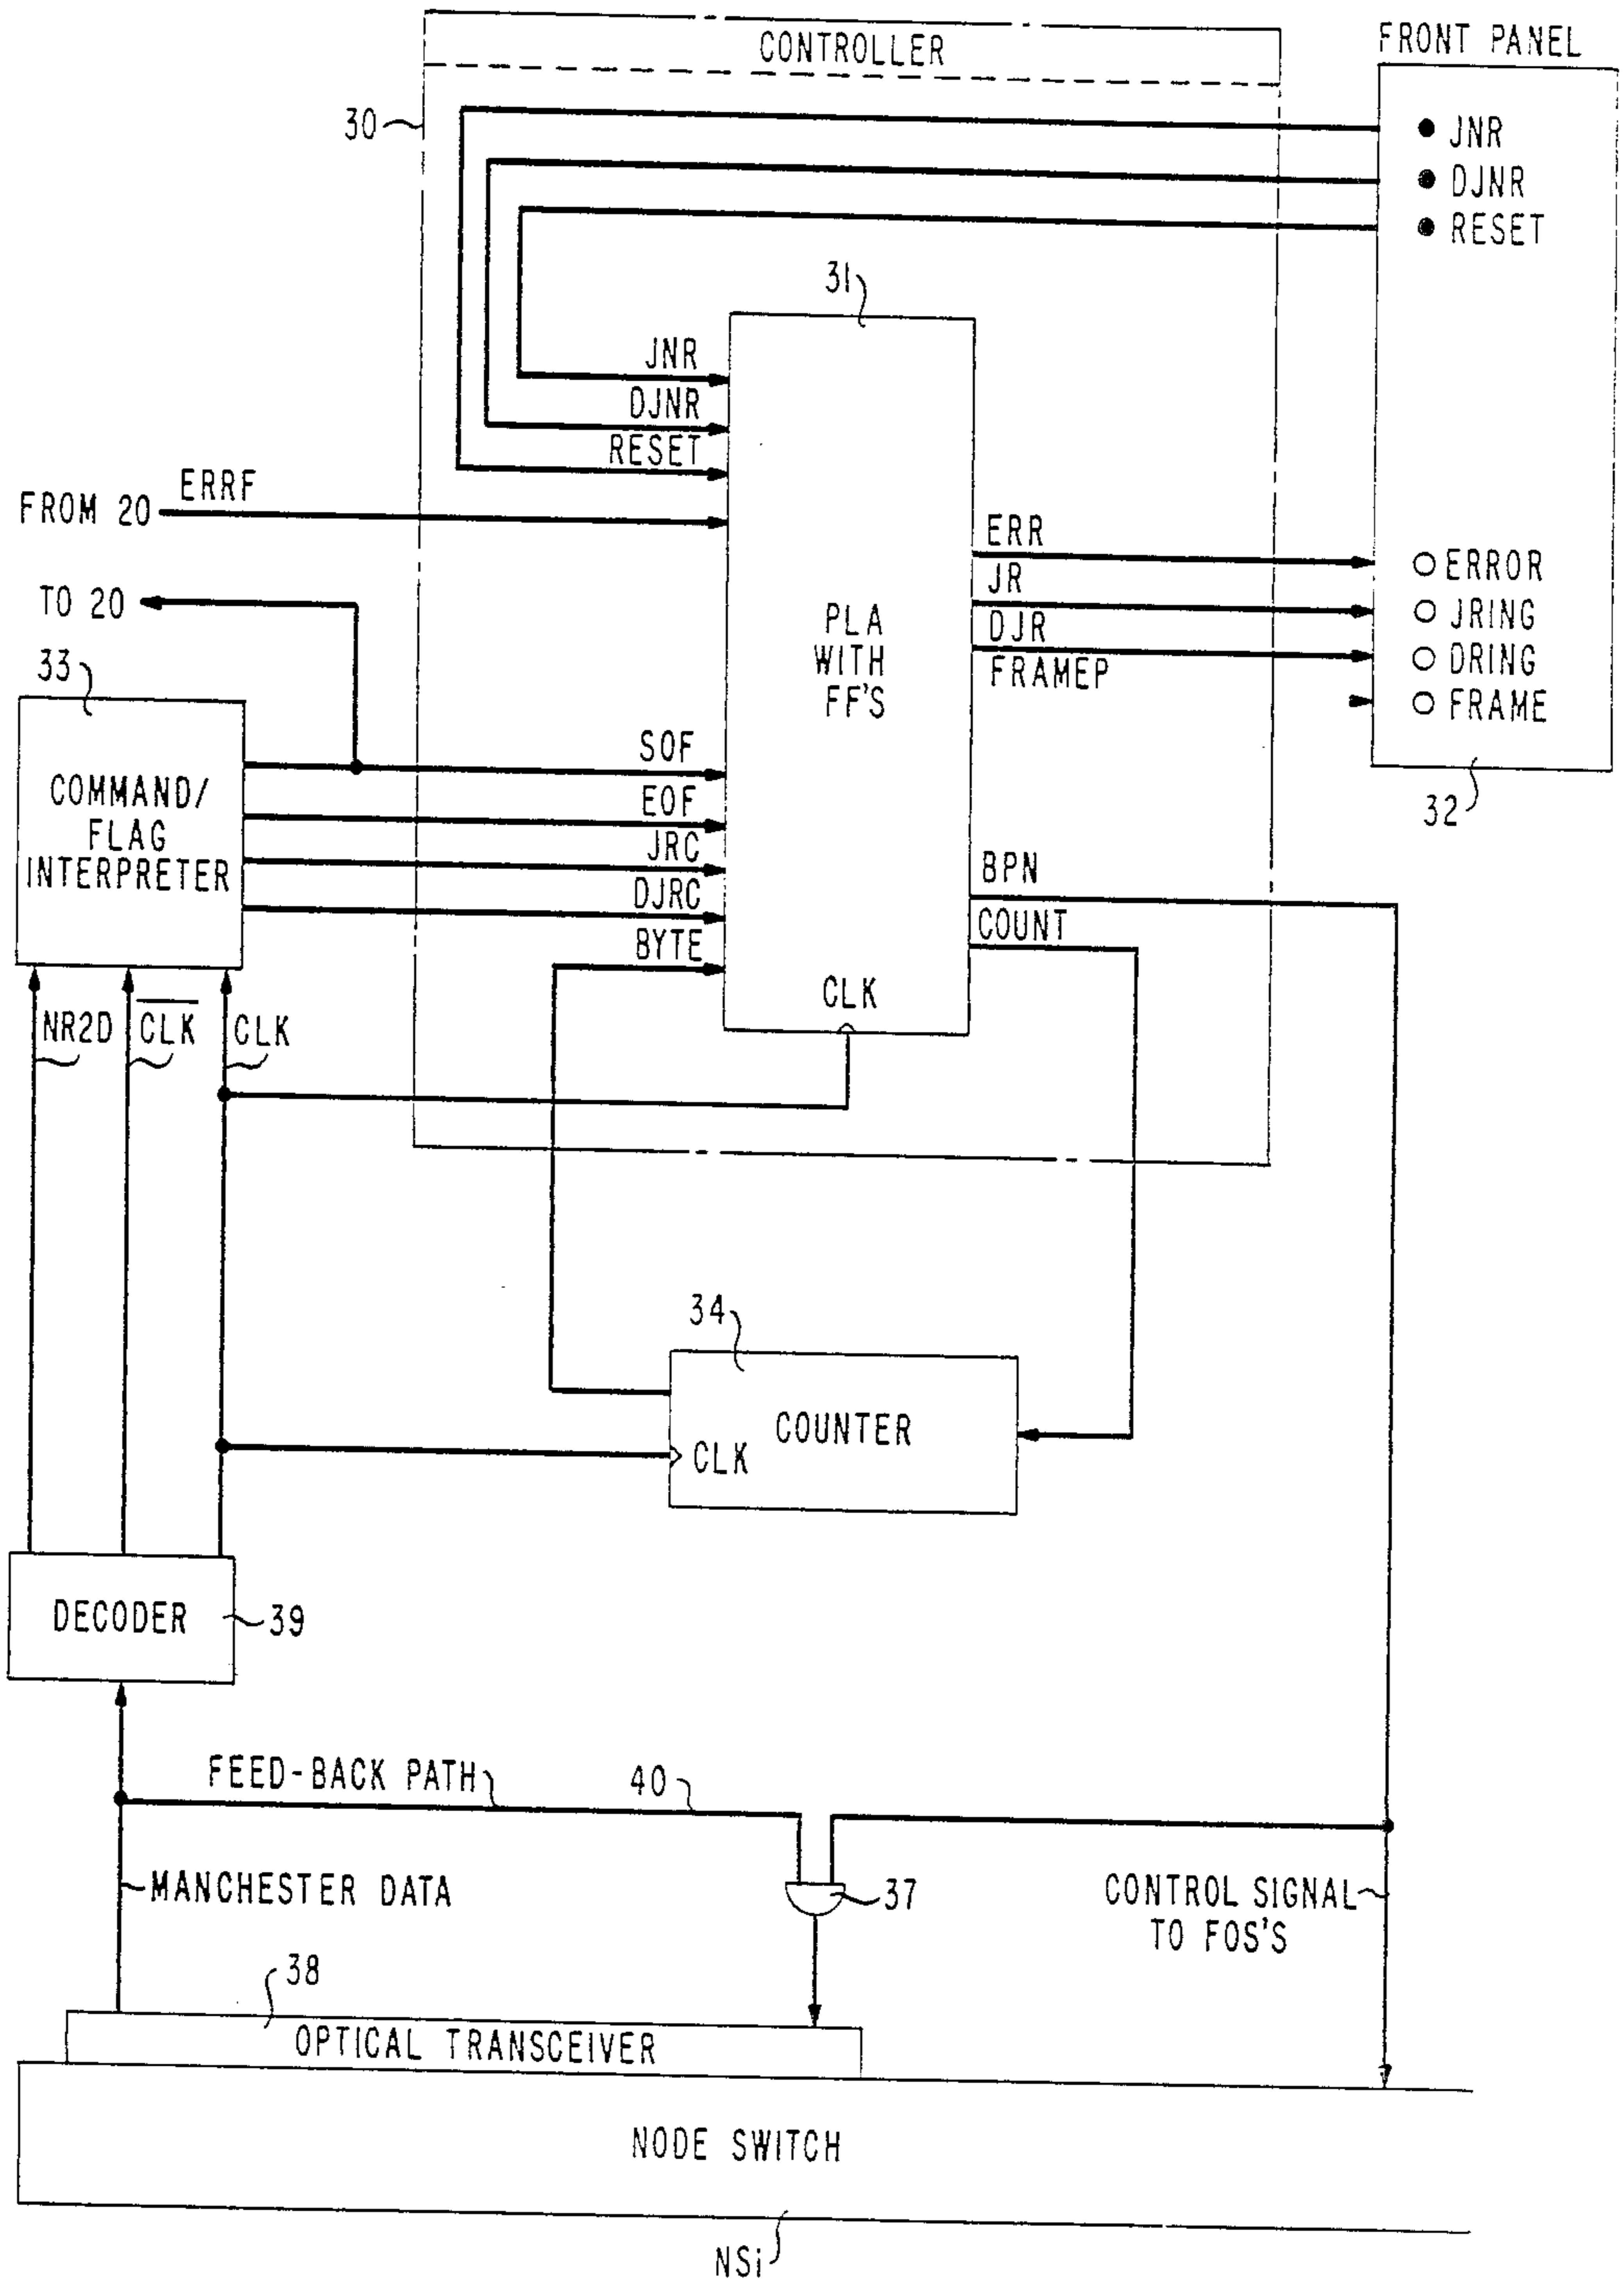 CONTROLLER
FRONT PANEL
30
JNR
DJNR
RESET
31
JNR
DJNR
RESET
ERRF
FROM 20
ERR
ERROR
JR
JRING
DJR
DRING
FRAMEP
FRAME
TO 20
PLA
WITH
FF'S
33
32
COMMAND/
FLAG
INTERPRETER
SOF
EOF
JRC
DJRC
BYTE
BPN
COUNT
CLK
NR2D
CLK
CLK
34
COUNTER
CLK
DECODER
39
FEED-BACK PATH
40
MANCHESTER DATA
37
CONTROL SIGNAL
TO FOS'S
38
OPTICAL TRANSCEIVER
NODE SWITCH
NSi